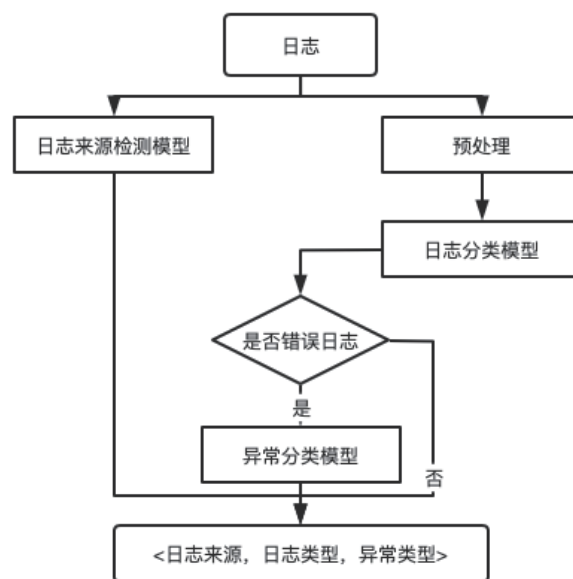 日志
日志来源检测模型
预处理
日志分类模型
是否错误日志
是
异常分类模型
否
<日志来源，日志类型，异常类型>